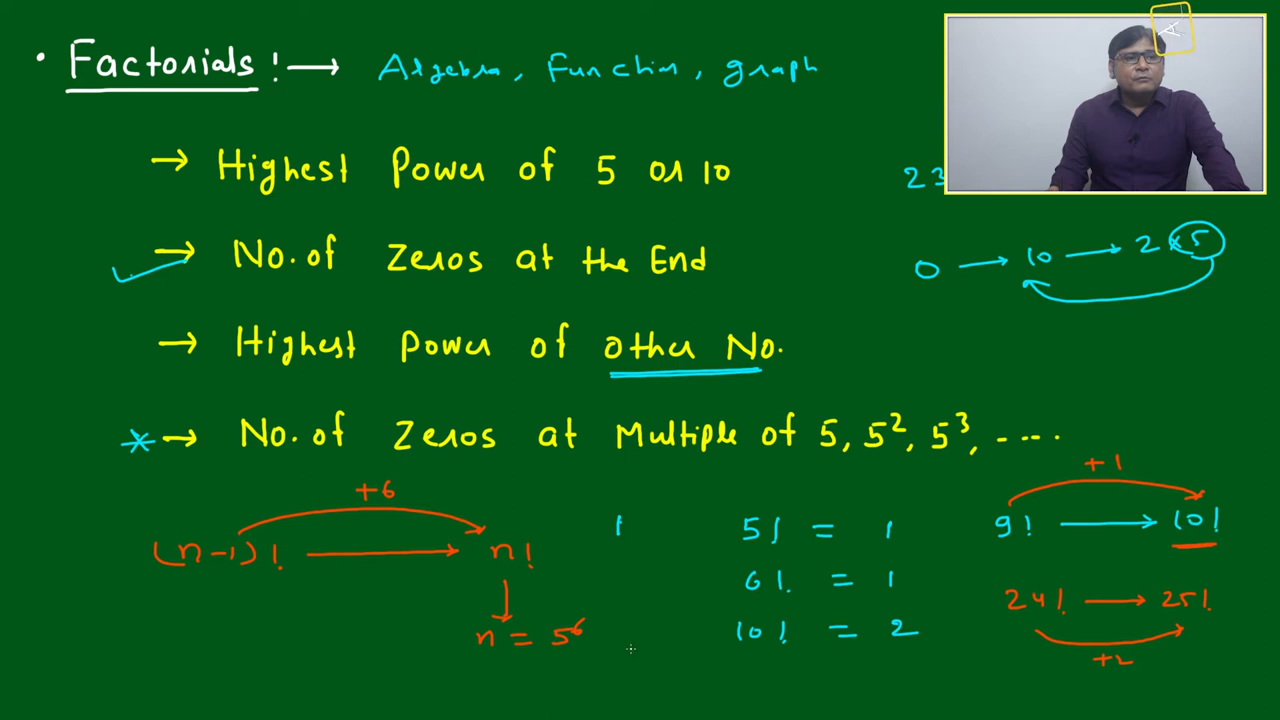 • Factorials ! → Algebra, Function, graph
→ Highest Power of 5 or 10
23
→ No. of Zeros at the End
0 → 10 → 2 × 5
→ Highest Power of Other No.
* → No. of Zeros at Multiple of 5, 5², 5³, ----
+6
+1
(n-1)! → n!
1
5! = 1
9! → 10!
6! = 1
24! → 25!
n = 5⁶
10! = 2
+2